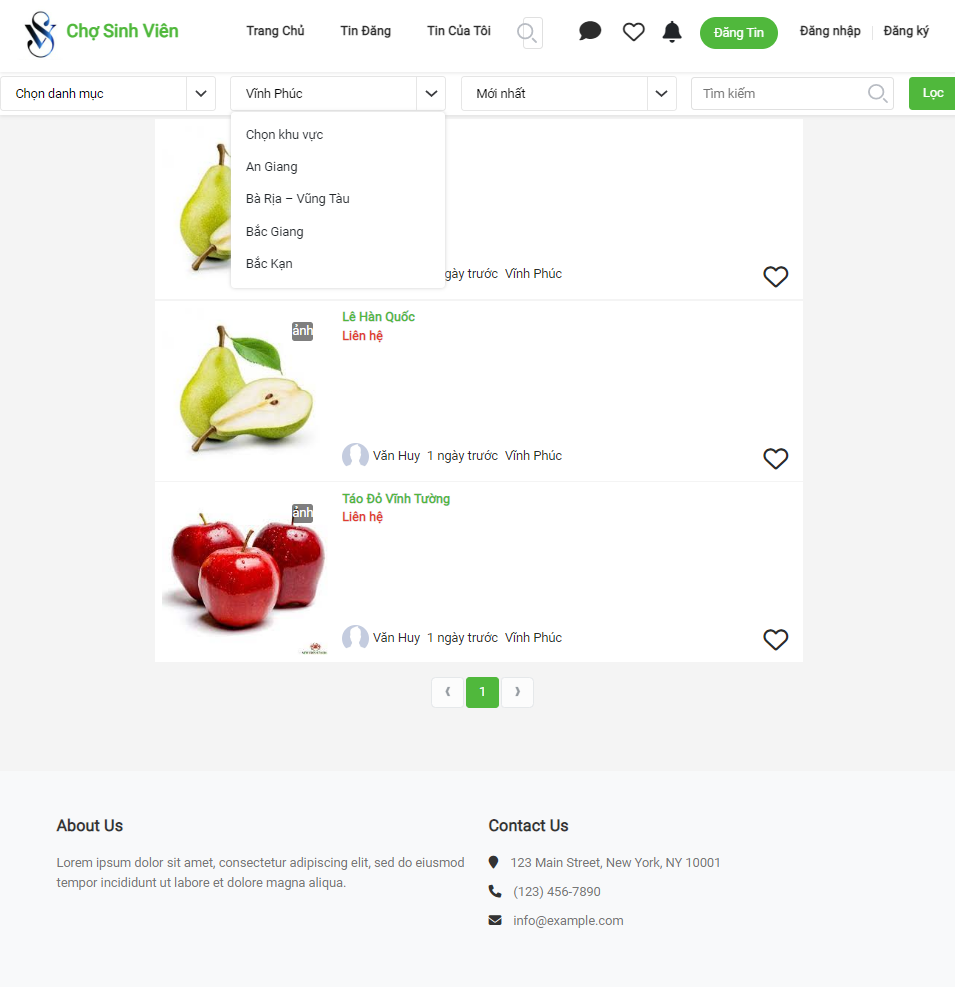 Chợ Sinh Viên
Trang Chủ
Tin Đăng
Tin Của Tôi
Đăng Tin
Đăng nhập
Đăng ký
Chọn danh mục
Vĩnh Phúc
Mới nhất
Tìm kiếm
Lọc
Chọn khu vực
An Giang
Bà Rịa – Vũng Tàu
Bắc Giang
Bắc Kạn
ngày trước Vĩnh Phúc
ảnh
Lê Hàn Quốc
Liên hệ
Văn Huy 1 ngày trước Vĩnh Phúc
ảnh
Táo Đỏ Vĩnh Tường
Liên hệ
Văn Huy 1 ngày trước Vĩnh Phúc
‹ 1 ›
About Us
Lorem ipsum dolor sit amet, consectetur adipiscing elit, sed do eiusmod
tempor incididunt ut labore et dolore magna aliqua.
Contact Us
123 Main Street, New York, NY 10001
(123) 456-7890
info@example.com